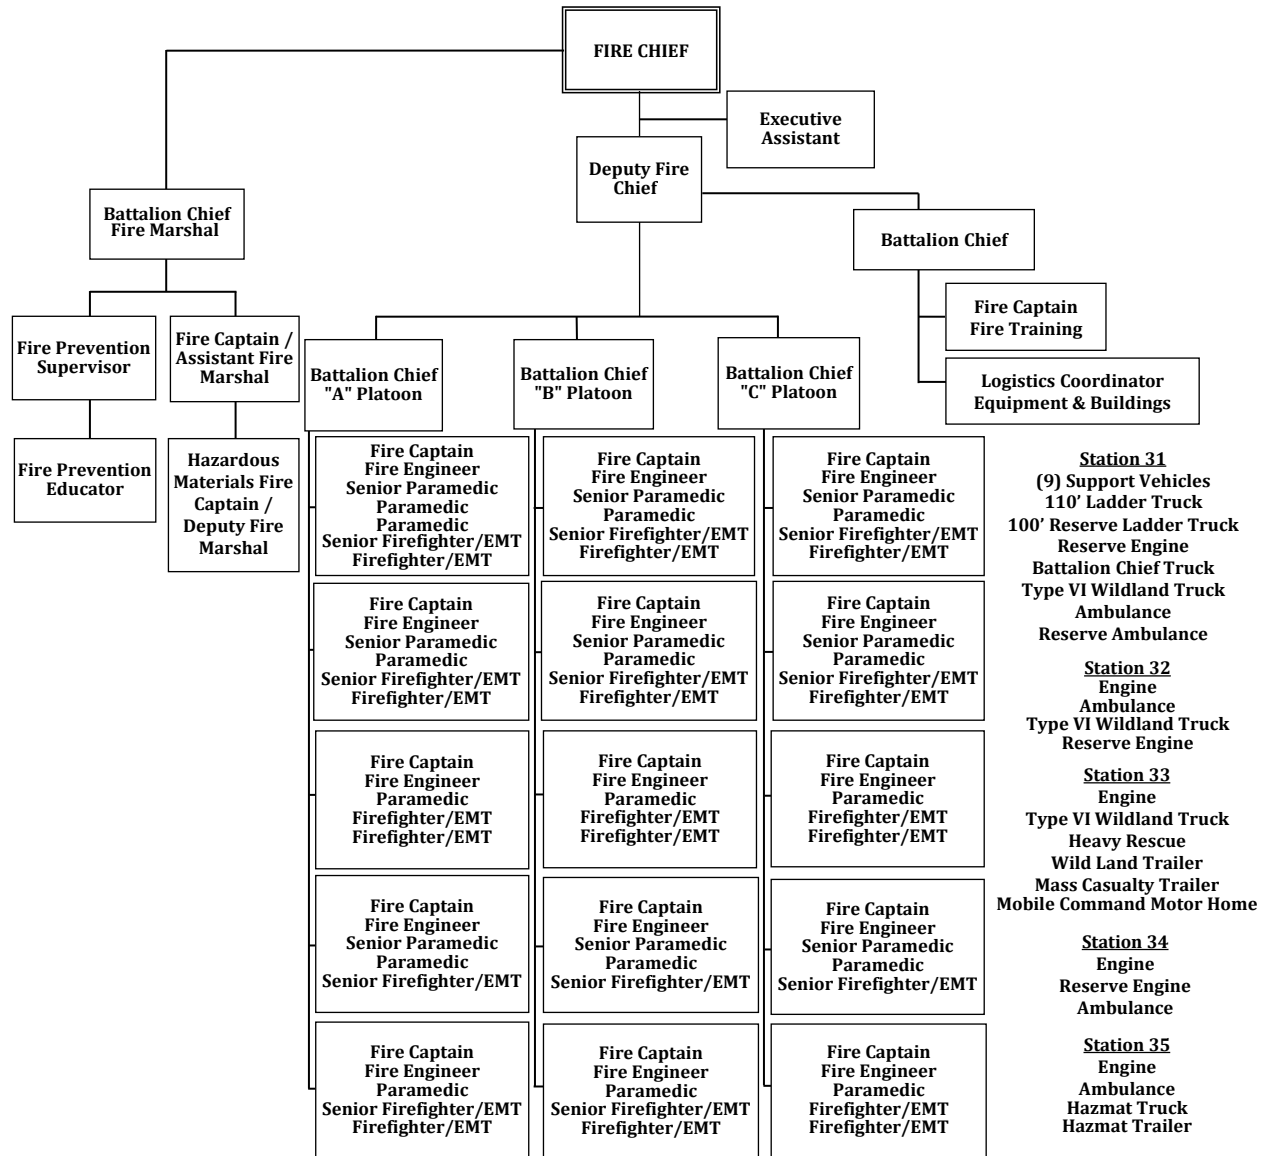 FIRE CHIEF
Executive
Assistant
Deputy Fire
Chief
Battalion Chief
Fire Marshal
Battalion Chief
Fire Captain
Fire Training
Logistics Coordinator
Equipment & Buildings
Fire Prevention
Supervisor
Fire Captain /
Assistant Fire
Marshal
Fire Prevention
Educator
Hazardous
Materials Fire
Captain /
Deputy Fire
Marshal
Battalion Chief
"A" Platoon
Battalion Chief
"B" Platoon
Battalion Chief
"C" Platoon
Fire Captain
Fire Engineer
Senior Paramedic
Paramedic
Paramedic
Senior Firefighter/EMT
Firefighter/EMT
Fire Captain
Fire Engineer
Senior Paramedic
Paramedic
Senior Firefighter/EMT
Firefighter/EMT
Fire Captain
Fire Engineer
Senior Paramedic
Paramedic
Senior Firefighter/EMT
Firefighter/EMT
Fire Captain
Fire Engineer
Senior Paramedic
Paramedic
Senior Firefighter/EMT
Firefighter/EMT
Fire Captain
Fire Engineer
Senior Paramedic
Paramedic
Senior Firefighter/EMT
Firefighter/EMT
Fire Captain
Fire Engineer
Senior Paramedic
Paramedic
Senior Firefighter/EMT
Firefighter/EMT
Fire Captain
Fire Engineer
Paramedic
Firefighter/EMT
Firefighter/EMT
Fire Captain
Fire Engineer
Paramedic
Firefighter/EMT
Firefighter/EMT
Fire Captain
Fire Engineer
Paramedic
Firefighter/EMT
Firefighter/EMT
Fire Captain
Fire Engineer
Senior Paramedic
Paramedic
Senior Firefighter/EMT
Fire Captain
Fire Engineer
Senior Paramedic
Paramedic
Senior Firefighter/EMT
Fire Captain
Fire Engineer
Senior Paramedic
Paramedic
Senior Firefighter/EMT
Fire Captain
Fire Engineer
Paramedic
Senior Firefighter/EMT
Firefighter/EMT
Fire Captain
Fire Engineer
Paramedic
Senior Firefighter/EMT
Firefighter/EMT
Fire Captain
Fire Engineer
Paramedic
Firefighter/EMT
Firefighter/EMT
Station 31
(9) Support Vehicles
110’ Ladder Truck
100’ Reserve Ladder Truck
Reserve Engine
Battalion Chief Truck
Type VI Wildland Truck
Ambulance
Reserve Ambulance
Station 32
Engine
Ambulance
Type VI Wildland Truck
Reserve Engine
Station 33
Engine
Type VI Wildland Truck
Heavy Rescue
Wild Land Trailer
Mass Casualty Trailer
Mobile Command Motor Home
Station 34
Engine
Reserve Engine
Ambulance
Station 35
Engine
Ambulance
Hazmat Truck
Hazmat Trailer